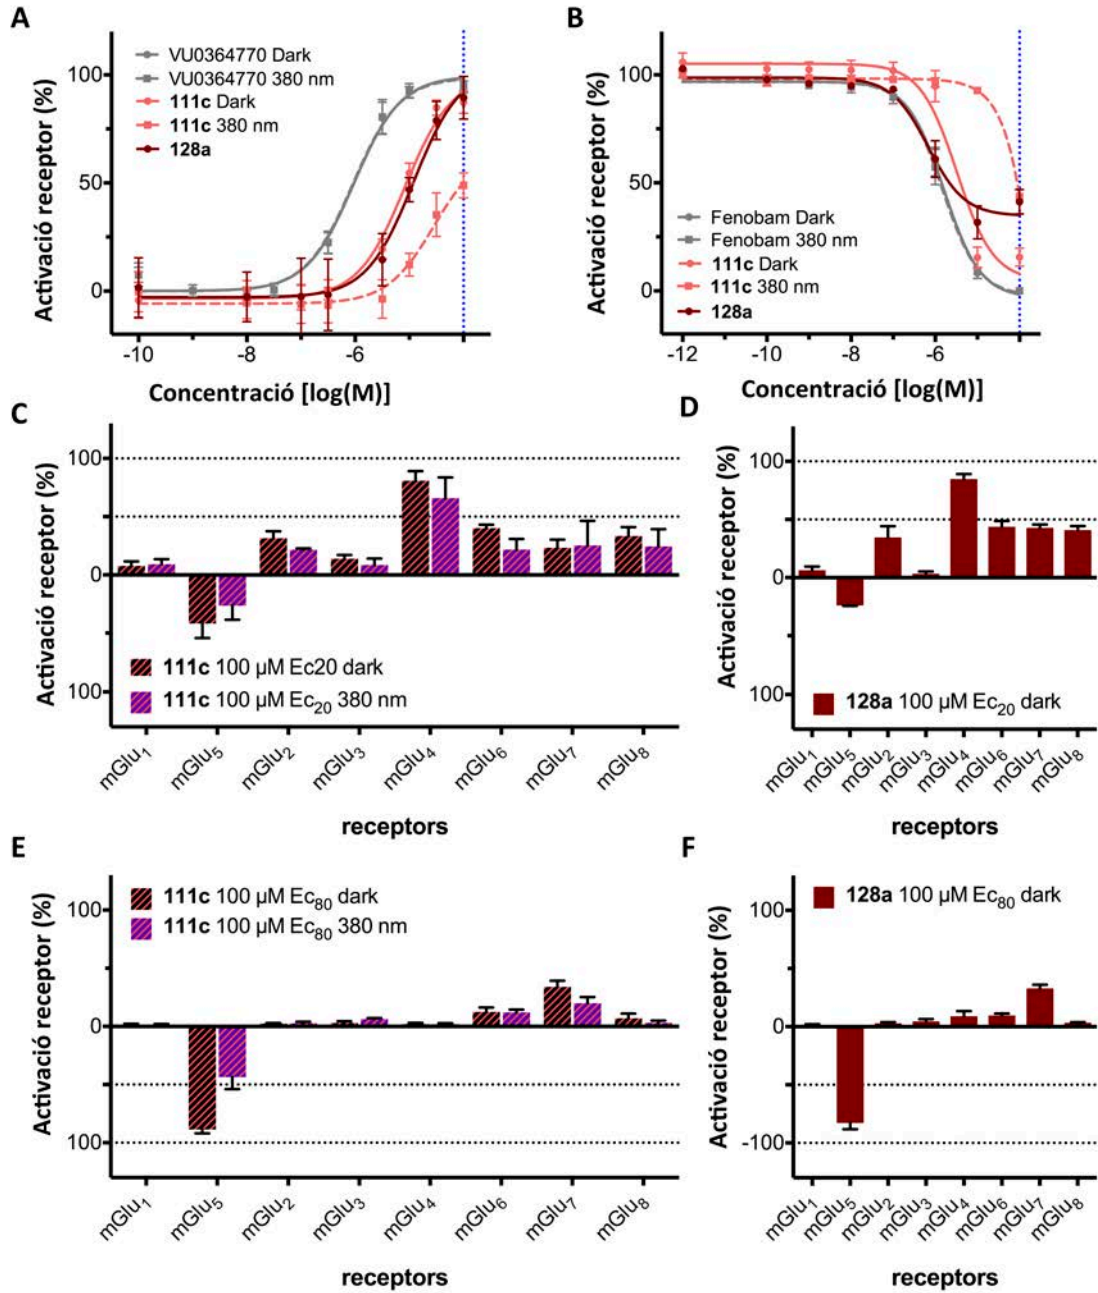 A
VU0364770 Dark
VU0364770 380 nm
111c Dark
111c 380 nm
128a
Activació receptor (%)
100
50
0
-10
-8
-6
Concentració [log(M)]
B
Fenobam Dark
Fenobam 380 nm
111c Dark
111c 380 nm
128a
Activació receptor (%)
100
50
0
-12
-10
-8
-6
Concentració [log(M)]
C
Activació receptor (%)
100
0
100
111c 100 µM Ec20 dark
111c 100 µM Ec20 380 nm
mGlu1
mGlu5
mGlu2
mGlu3
mGlu4
mGlu6
mGlu7
mGlu8
receptors
D
Activació receptor (%)
100
0
100
128a 100 µM Ec20 dark
mGlu1
mGlu5
mGlu2
mGlu3
mGlu4
mGlu6
mGlu7
mGlu8
receptors
E
Activació receptor (%)
100
0
100
111c 100 µM Ec80 dark
111c 100 µM Ec80 380 nm
mGlu1
mGlu5
mGlu2
mGlu3
mGlu4
mGlu6
mGlu7
mGlu8
receptors
F
Activació receptor (%)
100
0
-100
128a 100 µM Ec80 dark
mGlu1
mGlu5
mGlu2
mGlu3
mGlu4
mGlu6
mGlu7
mGlu8
receptors